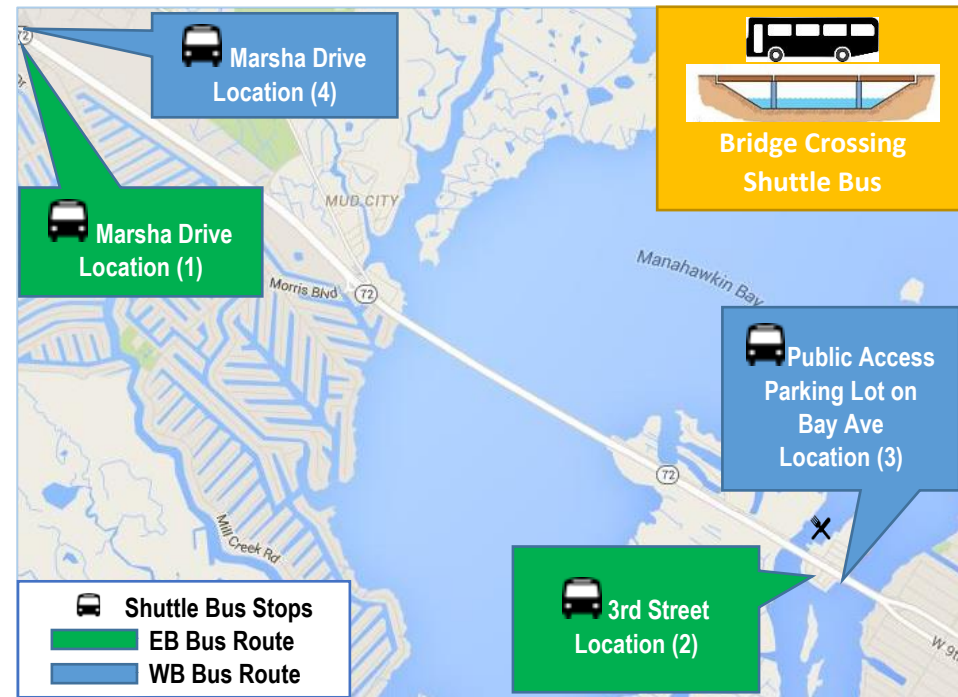 72
Marsha Drive
Location (4)
Bridge Crossing
Shuttle Bus
Marsha Drive
Location (1)
MUD CITY
Morris Blvd
72
Manahawkin Bay
Public Access
Parking Lot on
Bay Ave
Location (3)
72
Mill Creek Rd
3rd Street
Location (2)
W 9th
Shuttle Bus Stops
EB Bus Route
WB Bus Route